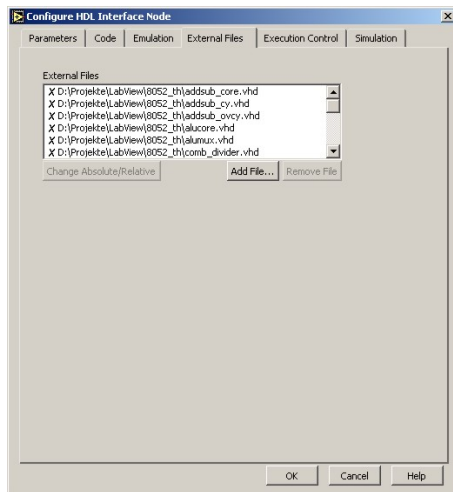 Configure HDL Interface Node
Parameters Code Emulation External Files Execution Control Simulation
External Files
X D:\Projekte\LabView\8052_th\addsub_core.vhd
X D:\Projekte\LabView\8052_th\addsub_cy.vhd
X D:\Projekte\LabView\8052_th\addsub_ovcy.vhd
X D:\Projekte\LabView\8052_th\alucore.vhd
X D:\Projekte\LabView\8052_th\alumux.vhd
X D:\Projekte\LabView\8052_th\comb_divider.vhd
Change Absolute/Relative Add File... Remove File
OK Cancel Help